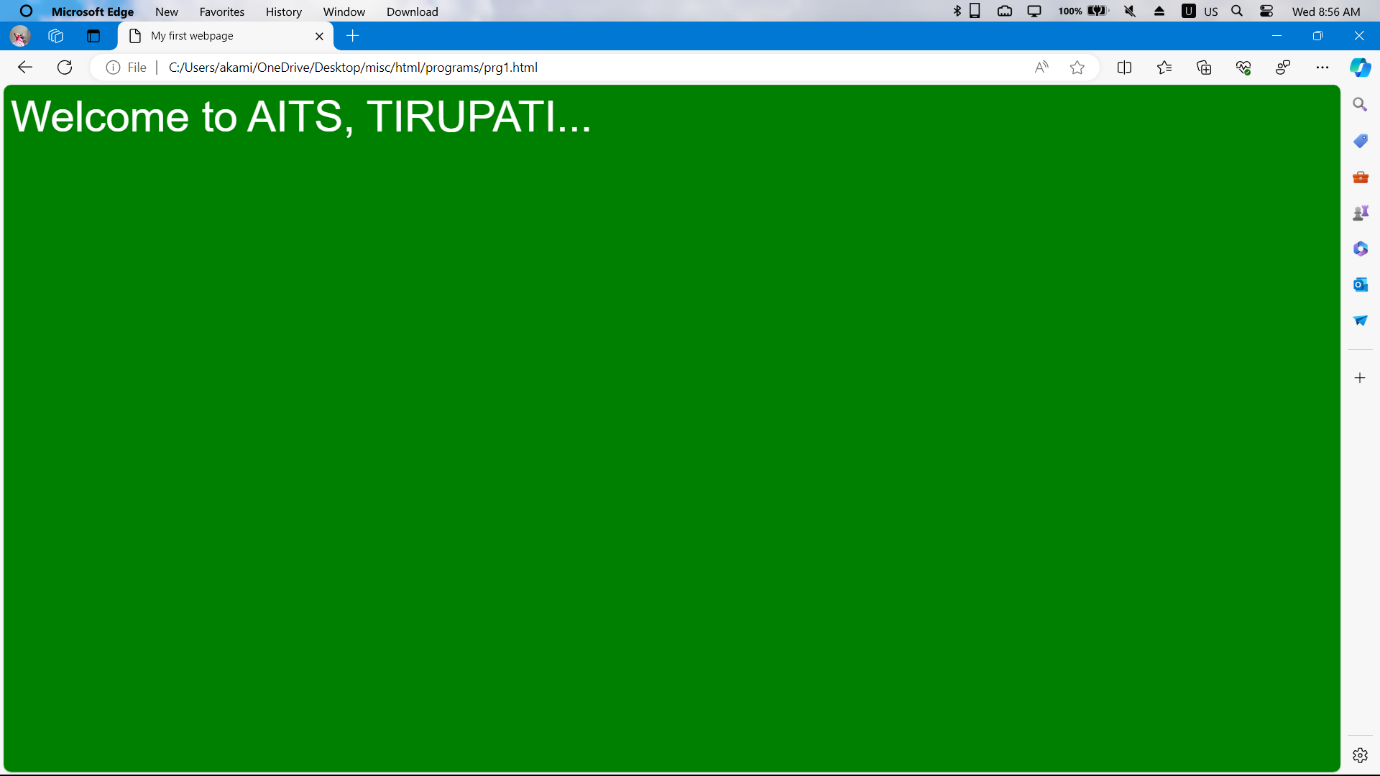 Microsoft Edge New Favorites History Window Download 100% U US Wed 8:56 AM
My first webpage
File | C:/Users/akami/OneDrive/Desktop/misc/html/programs/prg1.html
Welcome to AITS, TIRUPATI...